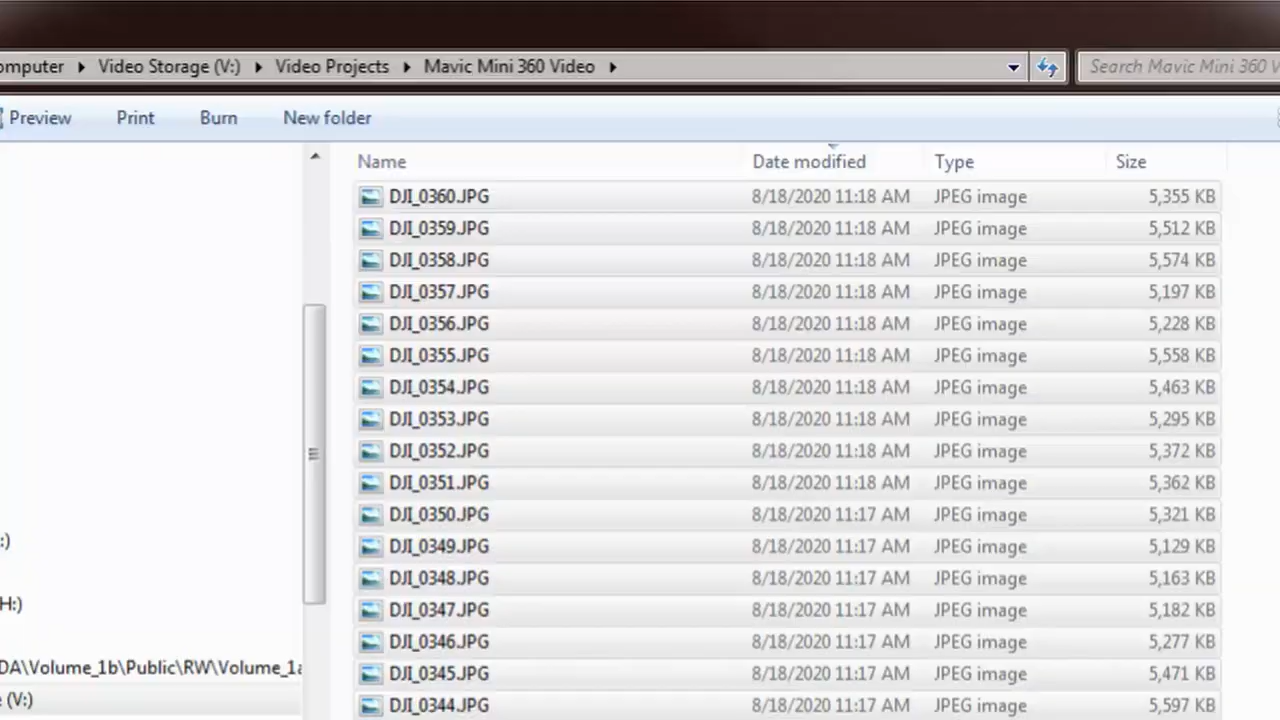 omputer Video Storage (V:) Video Projects Mavic Mini 360 Video Search Mavic Mini 360 V
Preview Print Burn New folder
Name Date modified Type Size
DJI_0360.JPG 8/18/2020 11:18 AM JPEG image 5,355 KB
DJI_0359.JPG 8/18/2020 11:18 AM JPEG image 5,512 KB
DJI_0358.JPG 8/18/2020 11:18 AM JPEG image 5,574 KB
DJI_0357.JPG 8/18/2020 11:18 AM JPEG image 5,197 KB
DJI_0356.JPG 8/18/2020 11:18 AM JPEG image 5,228 KB
DJI_0355.JPG 8/18/2020 11:18 AM JPEG image 5,558 KB
DJI_0354.JPG 8/18/2020 11:18 AM JPEG image 5,463 KB
DJI_0353.JPG 8/18/2020 11:18 AM JPEG image 5,295 KB
DJI_0352.JPG 8/18/2020 11:18 AM JPEG image 5,372 KB
DJI_0351.JPG 8/18/2020 11:18 AM JPEG image 5,362 KB
DJI_0350.JPG 8/18/2020 11:17 AM JPEG image 5,321 KB
:) DJI_0349.JPG 8/18/2020 11:17 AM JPEG image 5,129 KB
DJI_0348.JPG 8/18/2020 11:17 AM JPEG image 5,163 KB
H:) DJI_0347.JPG 8/18/2020 11:17 AM JPEG image 5,182 KB
DJI_0346.JPG 8/18/2020 11:17 AM JPEG image 5,277 KB
DA\Volume_1b\Public\RW\Volume_1a DJI_0345.JPG 8/18/2020 11:17 AM JPEG image 5,471 KB
e (V:) DJI_0344.JPG 8/18/2020 11:17 AM JPEG image 5,597 KB